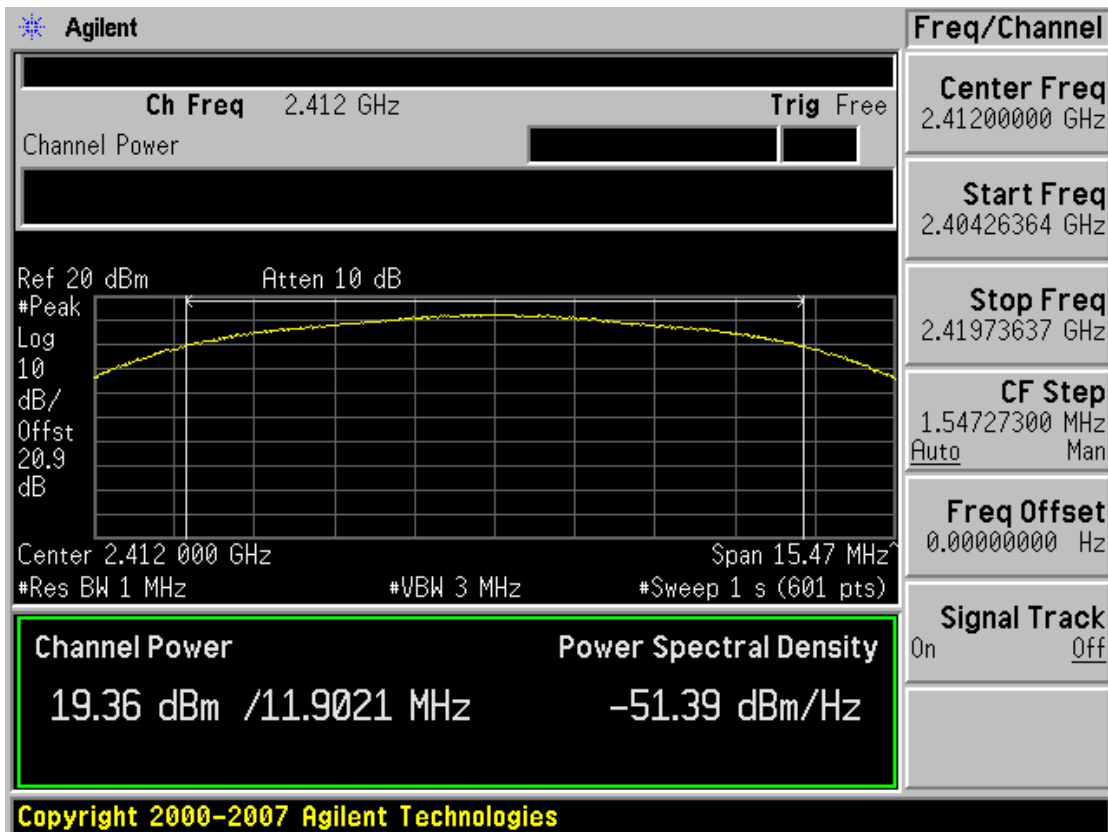 Agilent
Freq/Channel
Ch Freq 2.412 GHz Trig Free
Channel Power
Center Freq
2.41200000 GHz
Start Freq
2.40426364 GHz
Stop Freq
2.41973637 GHz
CF Step
1.54727300 MHz
Auto Man
Freq Offset
0.00000000 Hz
Signal Track
On Off
Ref 20 dBm Atten 10 dB
#Peak
Log
10
dB/
Offst
20.9
dB
Center 2.412 000 GHz Span 15.47 MHz^
#Res BW 1 MHz #VBW 3 MHz #Sweep 1 s (601 pts)
Channel Power Power Spectral Density
19.36 dBm /11.9021 MHz -51.39 dBm/Hz
Copyright 2000-2007 Agilent Technologies